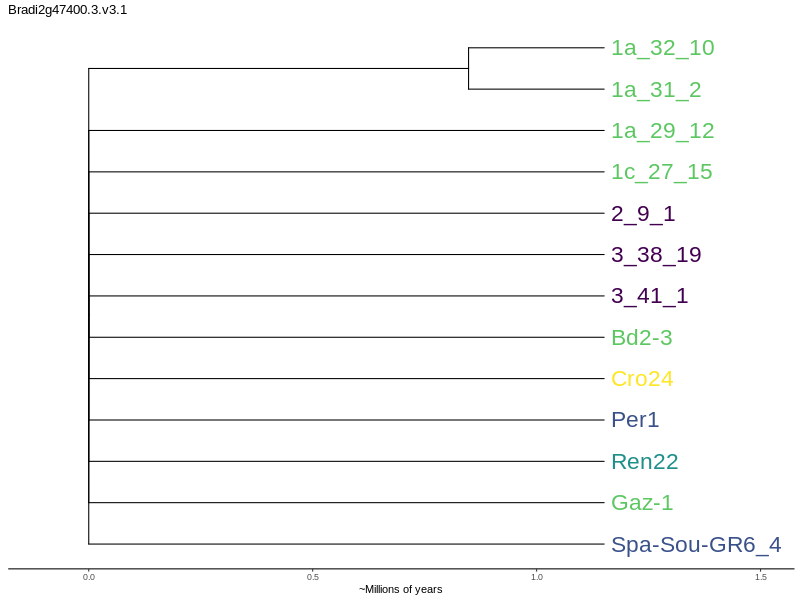 Bradi2g47400.3.v3.1
1a_32_10
1a_31_2
1a_29_12
1c_27_15
2_9_1
3_38_19
3_41_1
Bd2-3
Cro24
Per1
Ren22
Gaz-1
Spa-Sou-GR6_4
0.0 0.5 1.0 1.5
~Millions of years